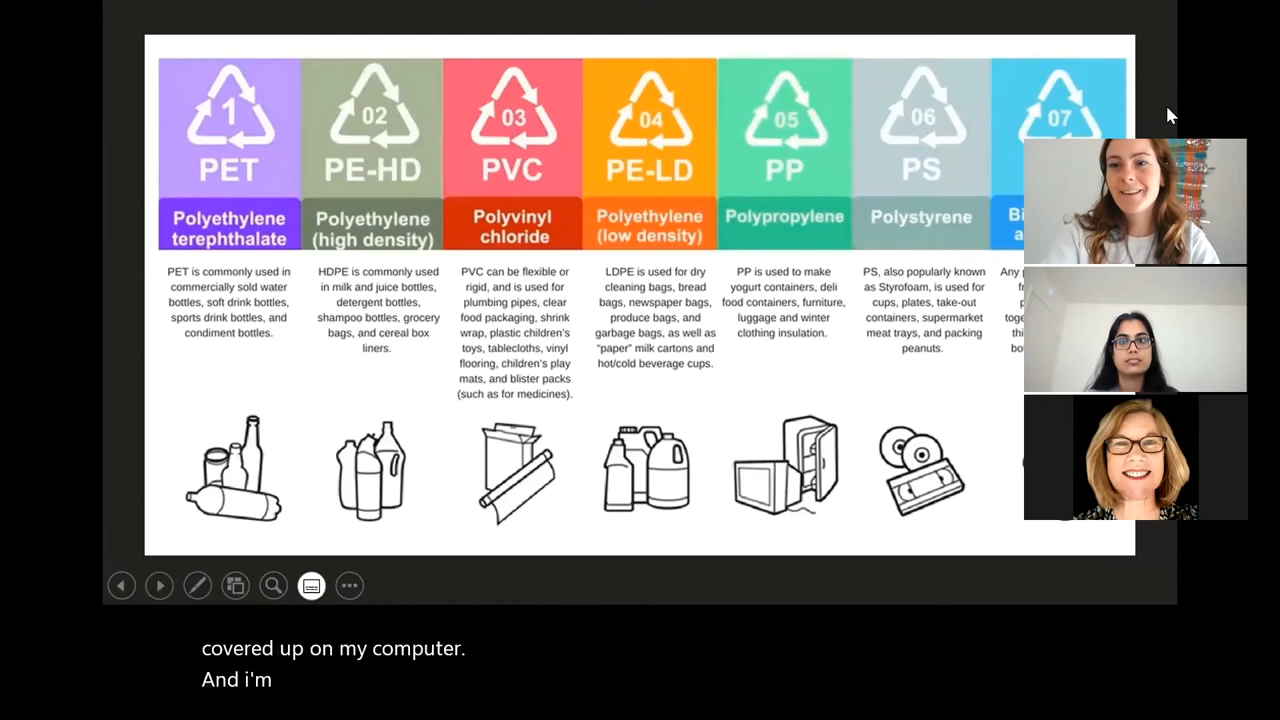 1
PET
Polyethylene
terephthalate
PET is commonly used in
commercially sold water
bottles, soft drink bottles,
sports drink bottles, and
condiment bottles.
02
PE-HD
Polyethylene
(high density)
HDPE is commonly used
in milk and juice bottles,
detergent bottles,
shampoo bottles, grocery
bags, and cereal box
liners.
03
PVC
Polyvinyl
chloride
PVC can be flexible or
rigid, and is used for
plumbing pipes, clear
food packaging, shrink
wrap, plastic children's
toys, tablecloths, vinyl
flooring, children's play
mats, and blister packs
(such as for medicines).
04
PE-LD
Polyethylene
(low density)
LDPE is used for dry
cleaning bags, bread
bags, newspaper bags,
produce bags, and
garbage bags, as well as
"paper" milk cartons and
hot/cold beverage cups.
05
PP
Polypropylene
PP is used to make
yogurt containers, deli
food containers, furniture,
luggage and winter
clothing insulation.
06
PS
Polystyrene
PS, also popularly known
as Styrofoam, is used for
cups, plates, take-out
containers, supermarket
meat trays, and packing
peanuts.
07
Any
covered up on my computer.
And i'm